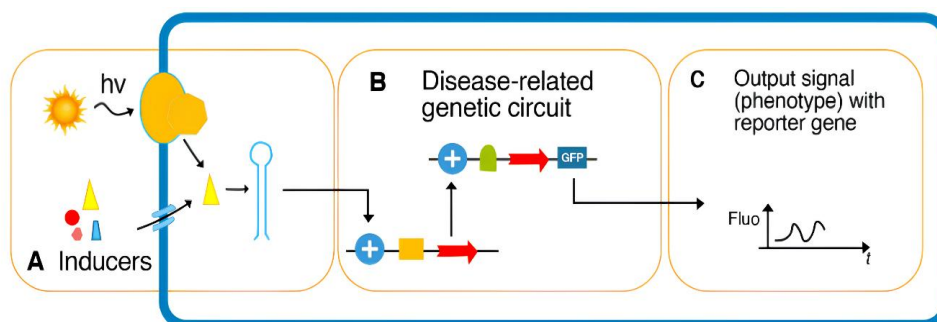 hν
A Inducers
B Disease-related
genetic circuit
+
GFP
+
C Output signal
(phenotype) with
reporter gene
Fluo
t